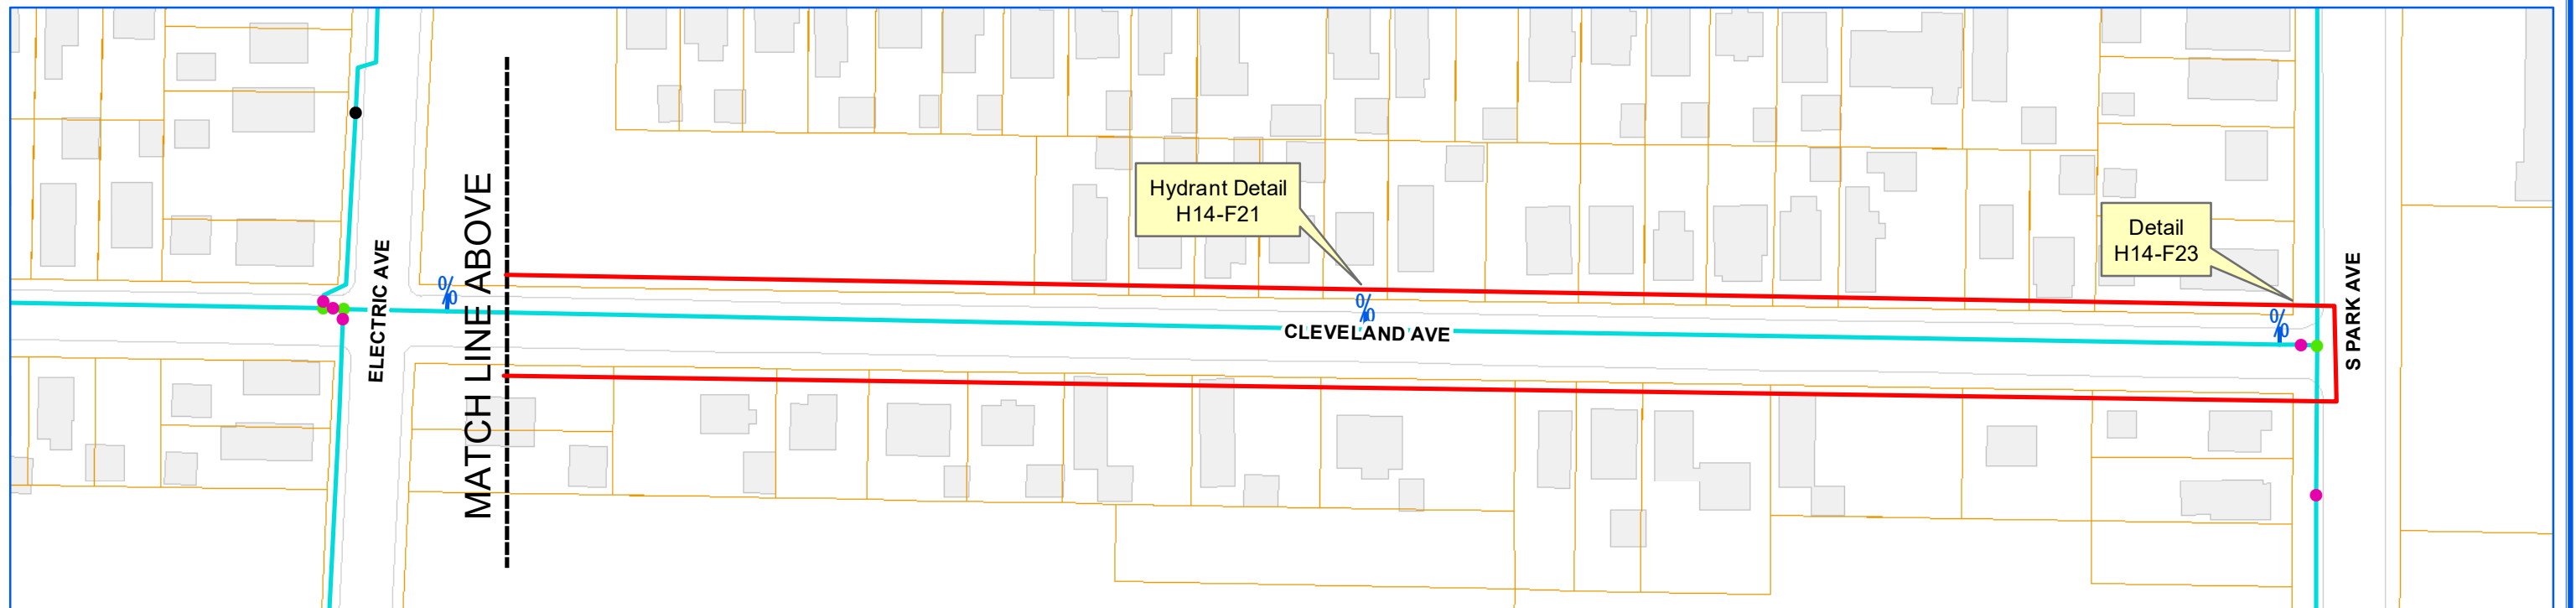 Hydrant Detail
H14-F21
Detail
H14-F23
ELECTRIC AVE
MATCH LINE ABOVE
CLEVELAND AVE
S PARK AVE
%
%
%